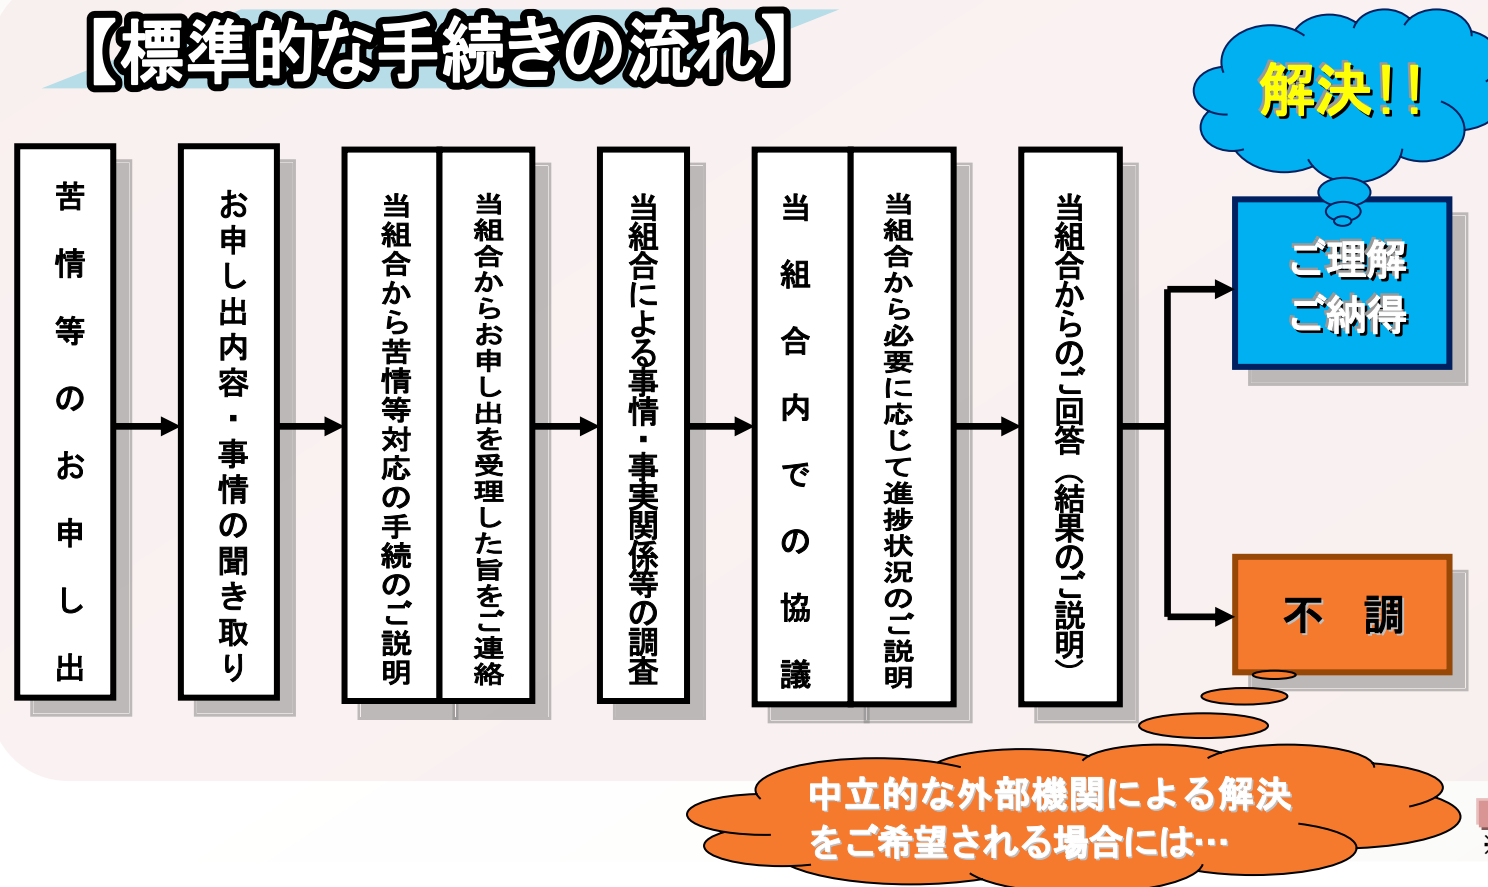 【標準的な手続きの流れ】
解決!!
苦情等のお申し出
お申し出内容・事情の聞き取り
当組合から苦情等対応の手続のご説明
当組合からお申し出を受理した旨をご連絡
当組合による事情・事実関係等の調査
当組合内での協議
当組合から必要に応じて進捗状況のご説明
当組合からのご回答（結果のご説明）
ご理解
ご納得
不　調
中立的な外部機関による解決
をご希望される場合には…